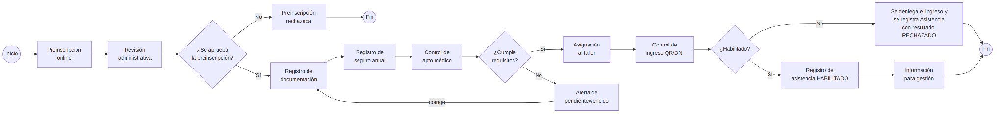 Inicio
Preinscripción
online
Revisión
administrativa
¿Se aprueba
la preinscripción?
No
Preinscripción
rechazada
Fin
Sí
Registro de
documentación
Registro de
seguro anual
Control de
apto médico
¿Cumple
requisitos?
Sí
Asignación
al taller
No
Alerta de
pendiente/vencido
corrige
Control de
ingreso QR/DNI
¿Habilitado?
No
Se deniega el ingreso y
se registra Asistencia
con resultado
RECHAZADO
Sí
Registro de
asistencia HABILITADO
Información
para gestión
Fin